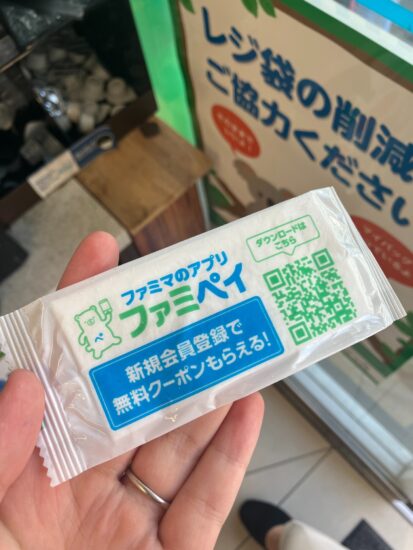 レジ袋の削減
ご協力ください
ダウンロードは
こちら
ファミマのアプリ
ファミペイ
ペ
新規会員登録で
無料クーポンもらえる!